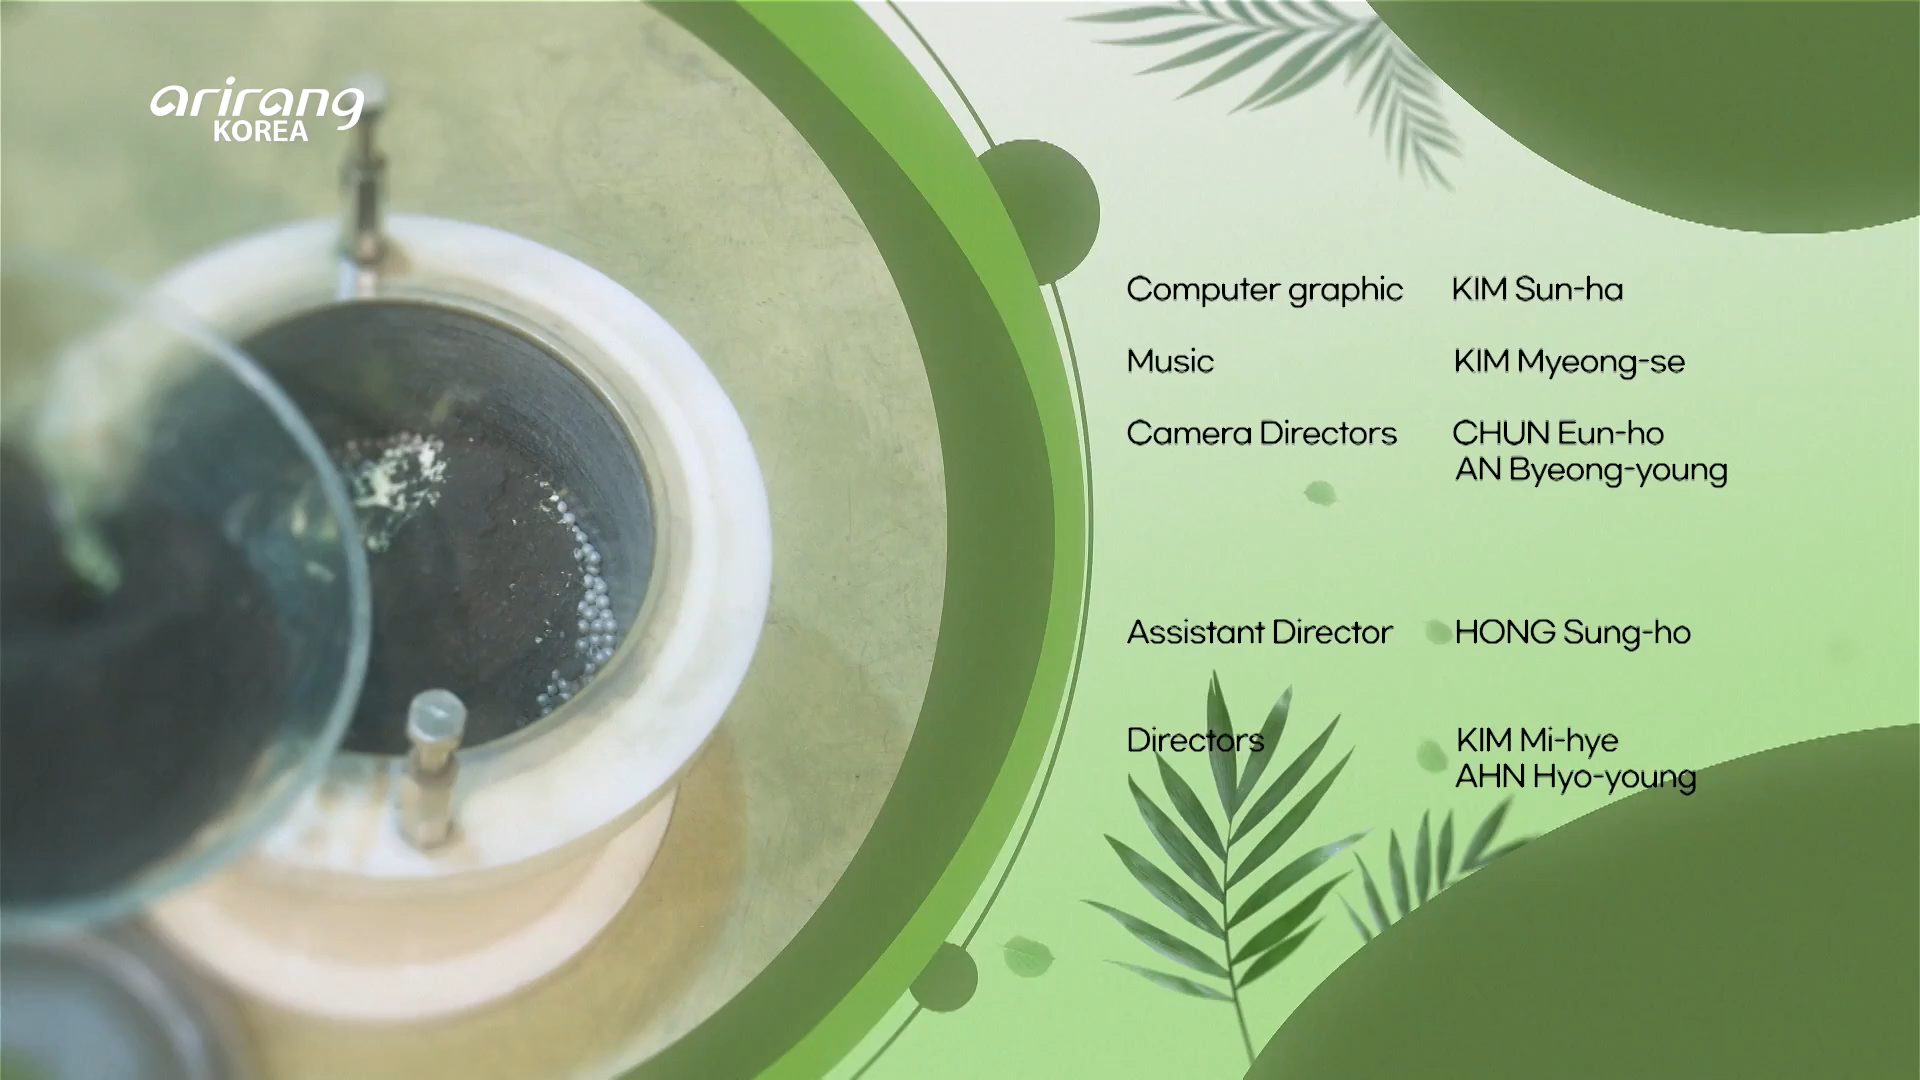 arirang
KOREA
Computer graphic KIM Sun-ha
Music KIM Myeong-se
Camera Directors CHUN Eun-ho
AN Byeong-young
Assistant Director HONG Sung-ho
Directors KIM Mi-hye
AHN Hyo-young